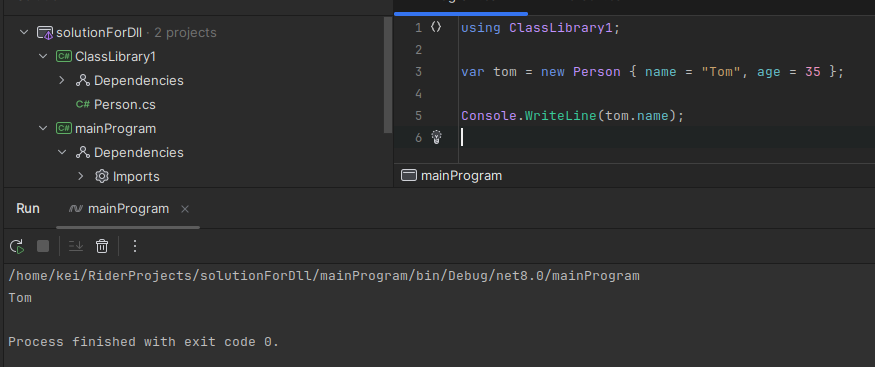 solutionForDll · 2 projects
C# ClassLibrary1
Dependencies
C# Person.cs
C# mainProgram
Dependencies
Imports
1 using ClassLibrary1;
2
3 var tom = new Person { name = "Tom", age = 35 };
4
5 Console.WriteLine(tom.name);
6
mainProgram
Run mainProgram ×
/home/kei/RiderProjects/solutionForDll/mainProgram/bin/Debug/net8.0/mainProgram
Tom
Process finished with exit code 0.